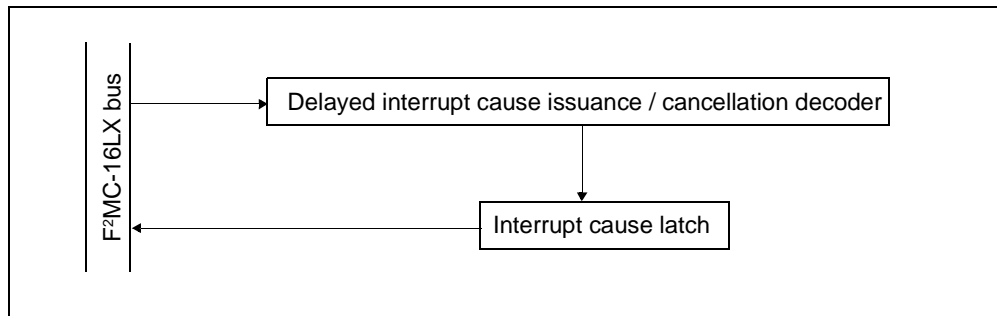 F²MC-16LX bus
Delayed interrupt cause issuance / cancellation decoder
Interrupt cause latch